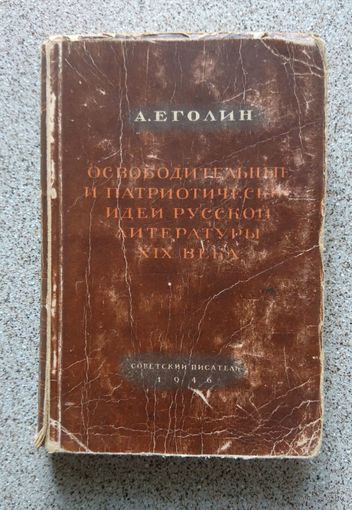 А. ЕГОЛИН
ОСВОБОДИТЕЛЬНЫЕ
И ПАТРИОТИЧЕСКИЕ
ИДЕИ РУССКОЙ
ЛИТЕРАТУРЫ
XIX ВЕКА
СОВЕТСКИЙ ПИСАТЕЛЬ
1946